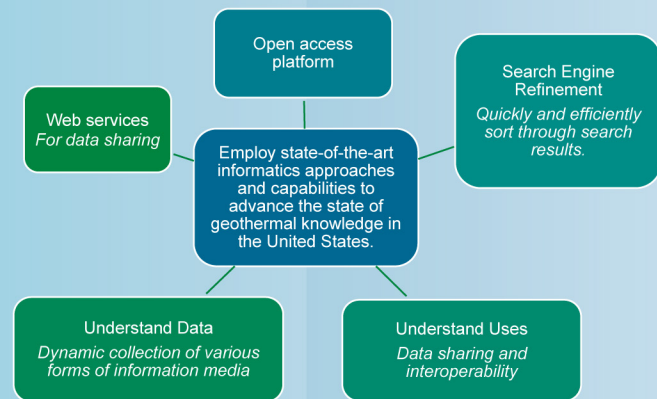 Open access
platform
Search Engine
Refinement
Quickly and efficiently
sort through search
results.
Web services
For data sharing
Employ state-of-the-art
informatics approaches
and capabilities to
advance the state of
geothermal knowledge in
the United States.
Understand Data
Dynamic collection of various
forms of information media
Understand Uses
Data sharing and
interoperability